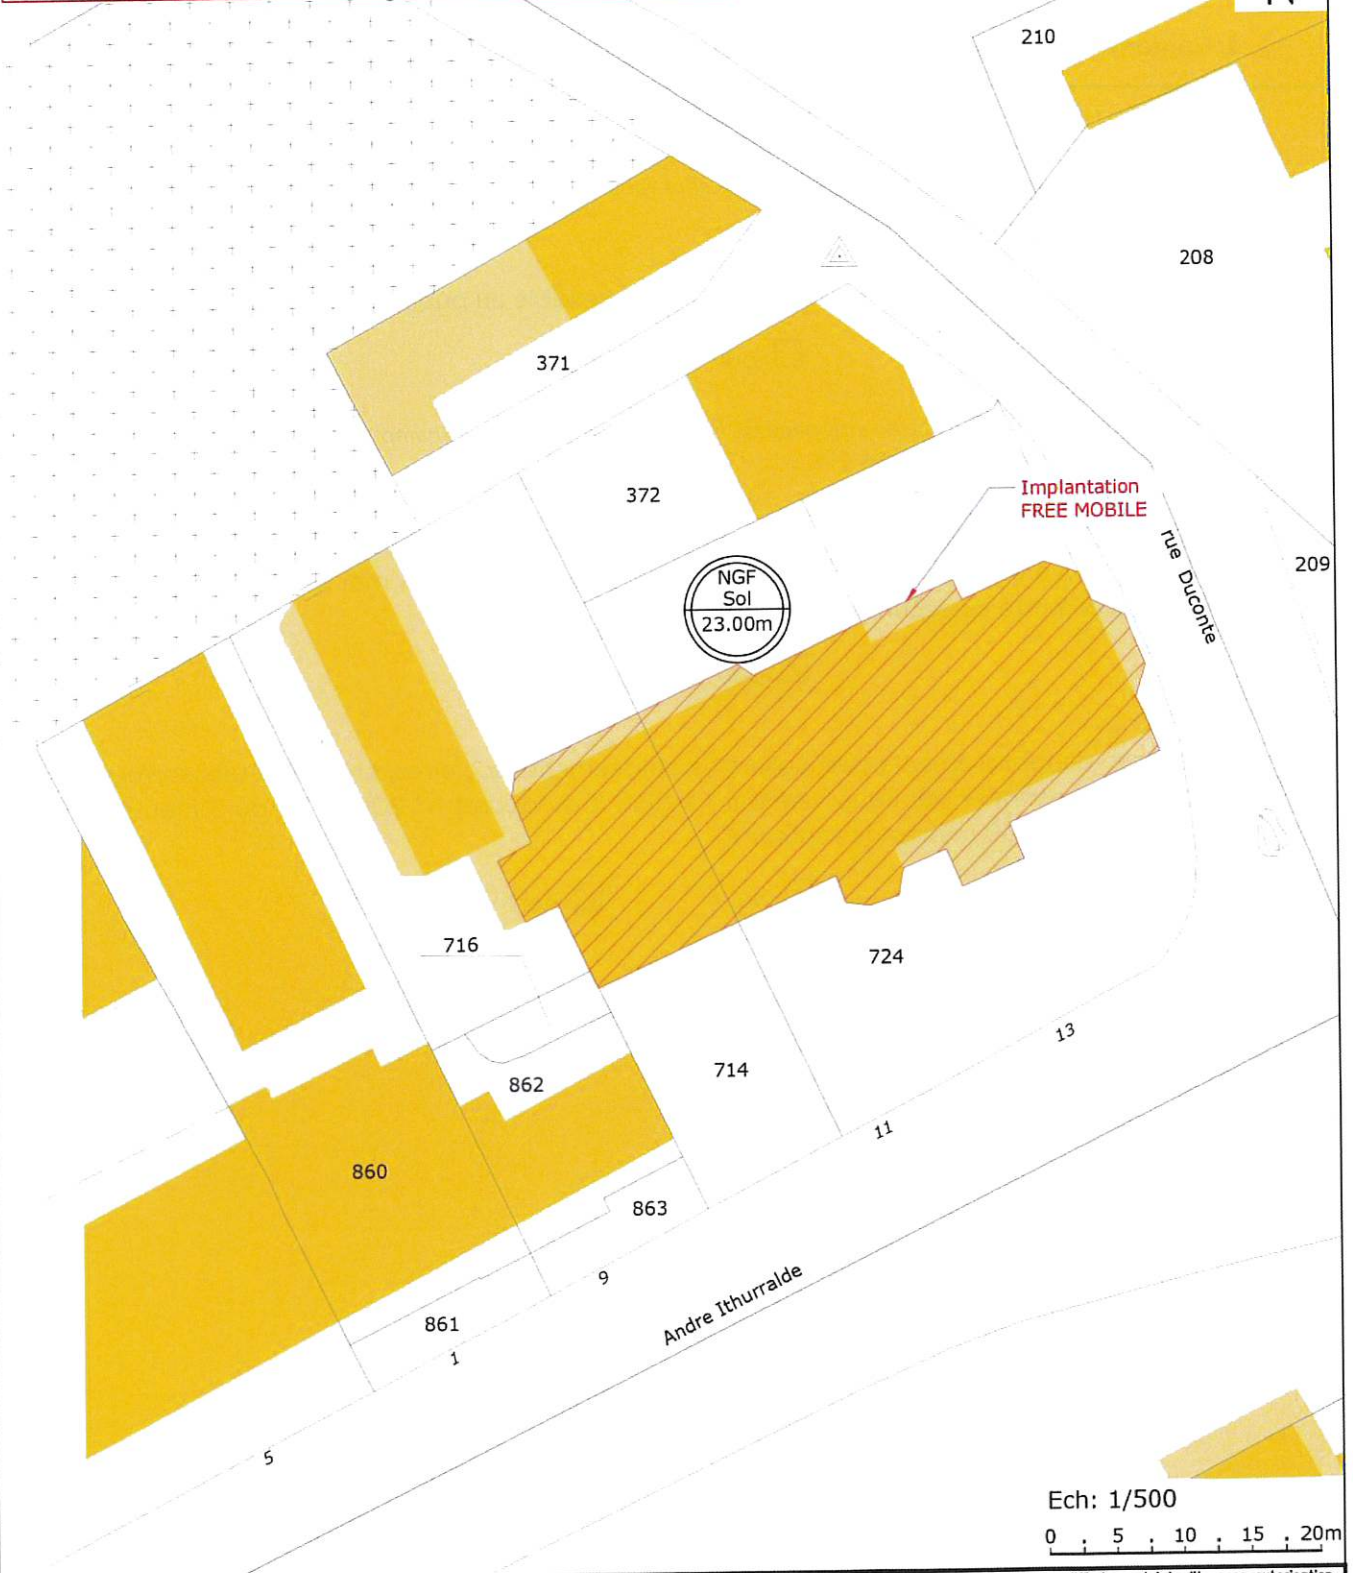 210
208
371
372
Implantation
FREE MOBILE
rue Duconte
209
NGF
Sol
23.00m
716
724
13
862
714
11
860
863
9
Andre Ithurralde
861
1
5
Ech: 1/500
0 . 5 . 10 . 15 . 20m